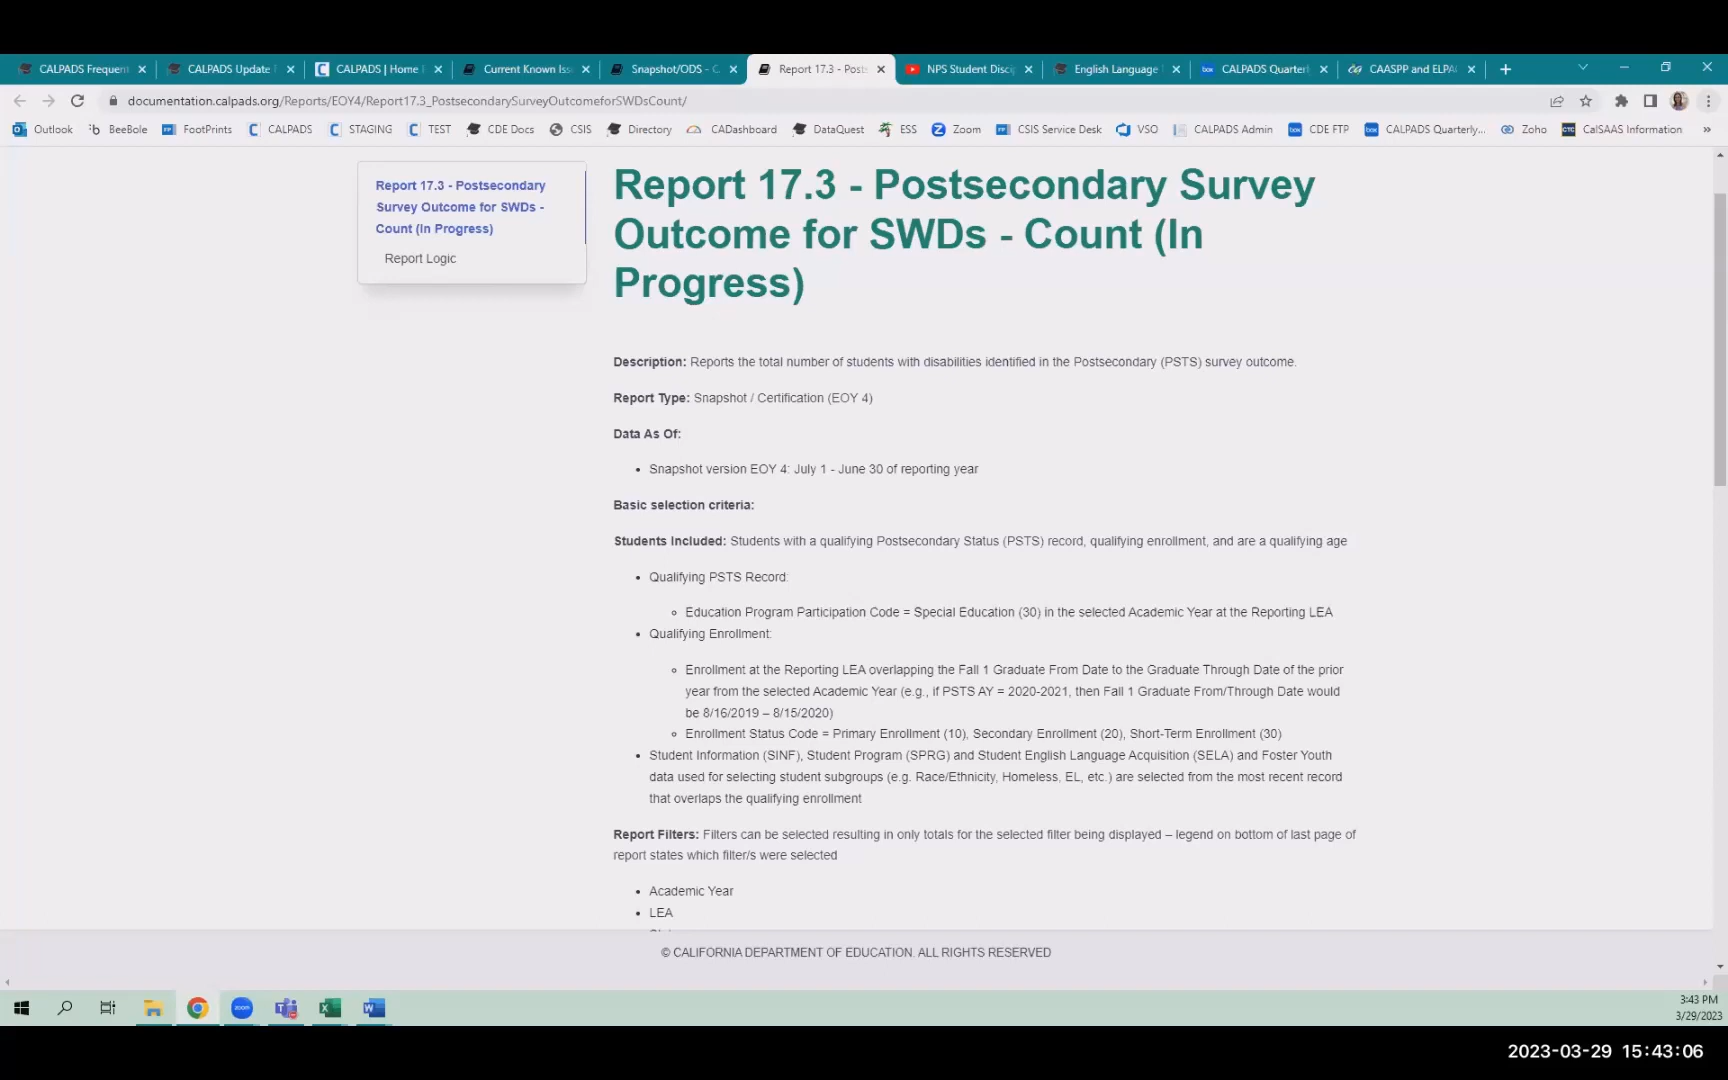 CALPADS Frequen
CALPADS Update
CALPADS | Home
Current Known Iss
Snapshot/ODS - C
Report 17.3 - Posts
NPS Student Disci
English Language
CALPADS Quarter
CAASPP and ELPA
documentation.calpads.org/Reports/EOY4/Report17.3_PostsecondarySurveyOutcomeforSWDsCount/
Outlook
BeeBole
FootPrints
CALPADS
STAGING
TEST
CDE Docs
CSIS
Directory
CADashboard
DataQuest
ESS
Zoom
CSIS Service Desk
VSO
CALPADS Admin
CDE FTP
CALPADS Quarterly...
Zoho
CalSAAS Information
Report 17.3 - Postsecondary
Survey Outcome for SWDs -
Count (In Progress)
Report Logic
Report 17.3 - Postsecondary Survey
Outcome for SWDs - Count (In
Progress)
Description: Reports the total number of students with disabilities identified in the Postsecondary (PSTS) survey outcome.
Report Type: Snapshot / Certification (EOY 4)
Data As Of:
• Snapshot version EOY 4: July 1 - June 30 of reporting year
Basic selection criteria:
Students Included: Students with a qualifying Postsecondary Status (PSTS) record, qualifying enrollment, and are a qualifying age
• Qualifying PSTS Record:
◦ Education Program Participation Code = Special Education (30) in the selected Academic Year at the Reporting LEA
• Qualifying Enrollment:
◦ Enrollment at the Reporting LEA overlapping the Fall 1 Graduate From Date to the Graduate Through Date of the prior
year from the selected Academic Year (e.g., if PSTS AY = 2020-2021, then Fall 1 Graduate From/Through Date would
be 8/16/2019 – 8/15/2020)
◦ Enrollment Status Code = Primary Enrollment (10), Secondary Enrollment (20), Short-Term Enrollment (30)
• Student Information (SINF), Student Program (SPRG) and Student English Language Acquisition (SELA) and Foster Youth
data used for selecting student subgroups (e.g. Race/Ethnicity, Homeless, EL, etc.) are selected from the most recent record
that overlaps the qualifying enrollment
Report Filters: Filters can be selected resulting in only totals for the selected filter being displayed – legend on bottom of last page of
report states which filter/s were selected
• Academic Year
• LEA
© CALIFORNIA DEPARTMENT OF EDUCATION. ALL RIGHTS RESERVED
3:43 PM
3/29/2023
2023-03-29 15:43:06